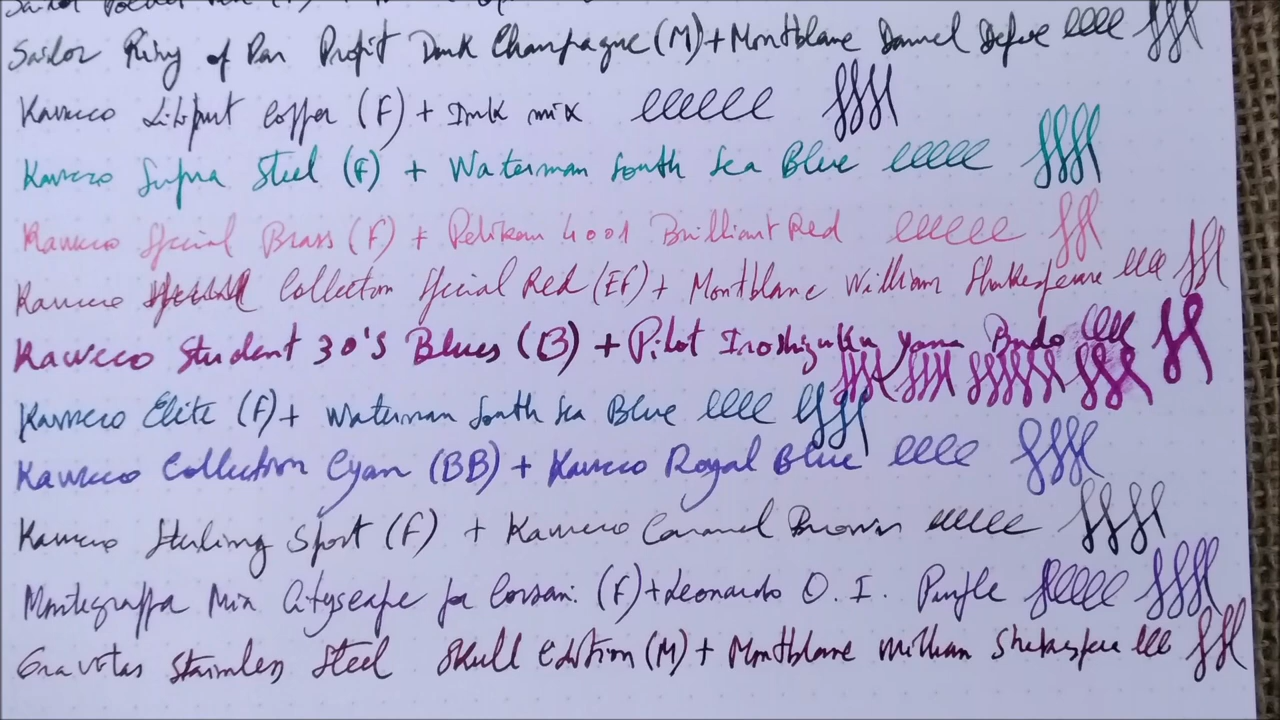 Sailor Pocket Pen
Sailor Ring of Pen Profit Dark Champagne (M) + Montblanc Daniel Defoe
Kaweco Liliput Copper (F) + Ink mix
Kaweco Supra Steel (F) + Waterman South Sea Blue
Kaweco Special Brass (F) + Pelikan 4001 Brilliant Red
Kaweco Collection Special Red (EF) + Montblanc William Shakespeare
Kaweco Student 30's Blues (B) + Pilot Iroshizuku yama Budo
Kaweco Elite (F) + Waterman South Sea Blue
Kaweco Collection Cyan (BB) + Kaweco Royal Blue
Kaweco Sterling Sport (F) + Kaweco Caramel Brown
Montegrappa Mia Cityscape for Corsani (F) + Leonardo O. I. Purple
Gravitas Stainless Steel Skull edition (M) + Montblanc William Shakespeare